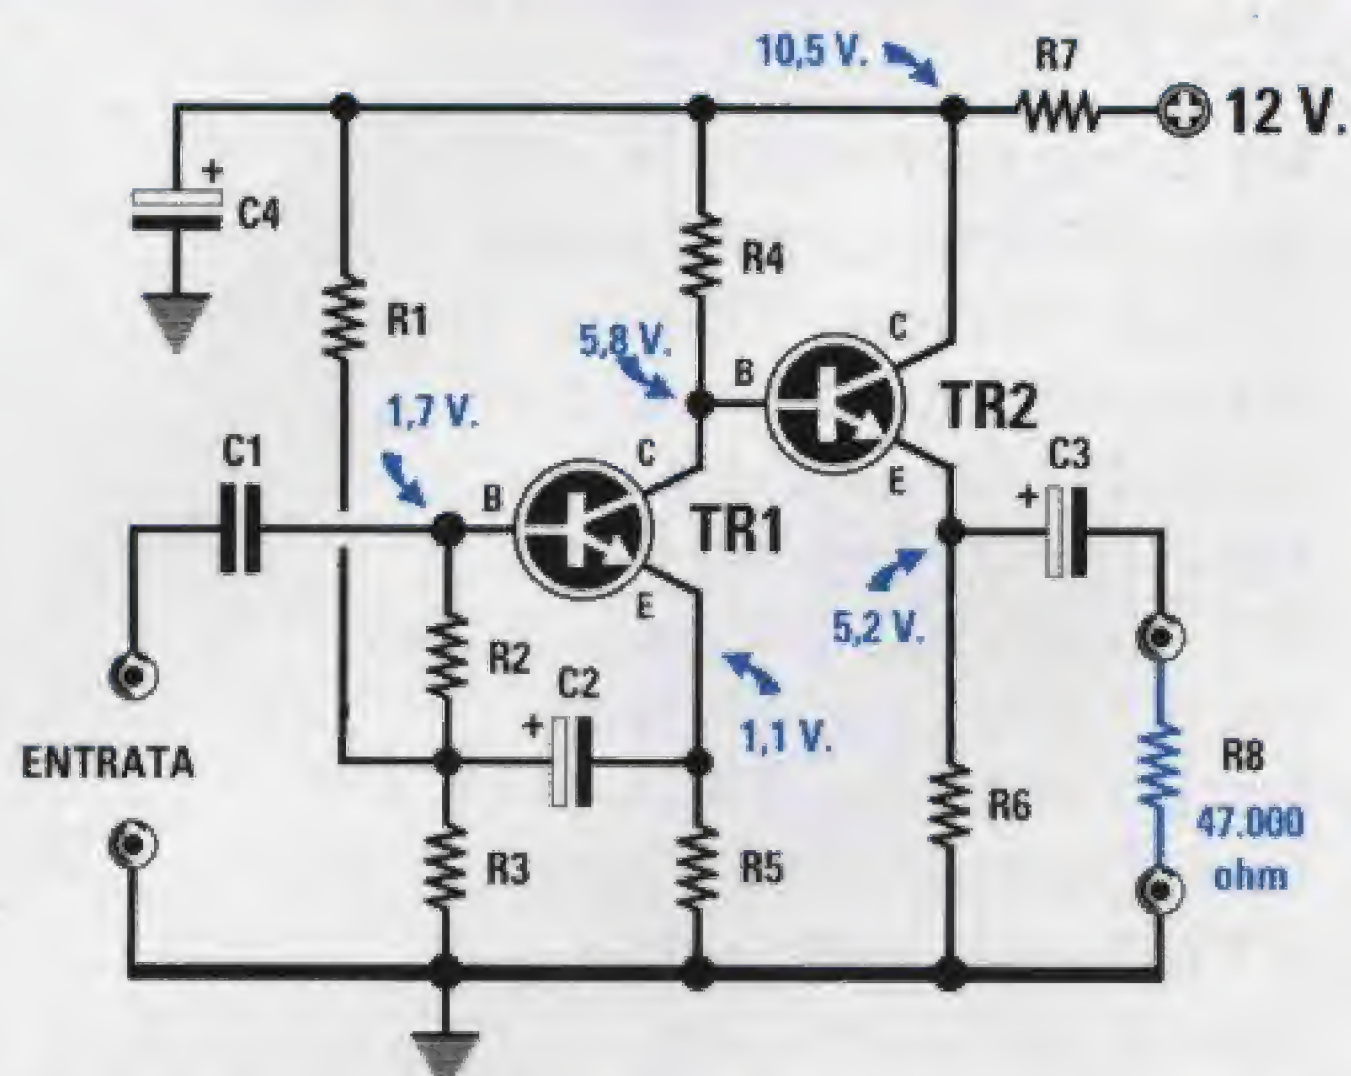 10,5 V.
R7
12 V.
+
C4
R4
R1
5,8 V.
C
B
TR2
1,7 V.
C1
C
E
C3
+
B
TR1
E
5,2 V.
R2
C2
+
1,1 V.
ENTRATA
R8
47.000
ohm
R6
R3
R5